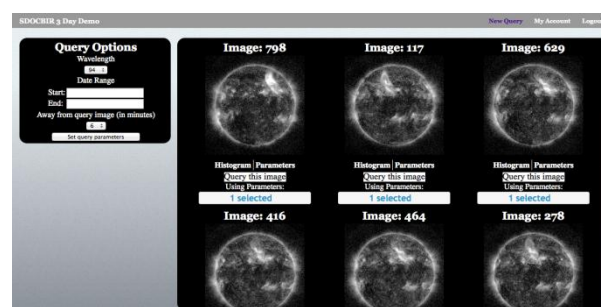 SDOCBIR 3 Day Demo
New Query My Account Logout
Query Options
Wavelength
94
Date Range
Start:
End:
Away from query image (in minutes)
6
Set query parameters
Image: 798
Histogram | Parameters
Query this image
Using Parameters:
1 selected
Image: 117
Histogram | Parameters
Query this image
Using Parameters:
1 selected
Image: 629
Histogram | Parameters
Query this image
Using Parameters:
1 selected
Image: 416
Image: 464
Image: 278